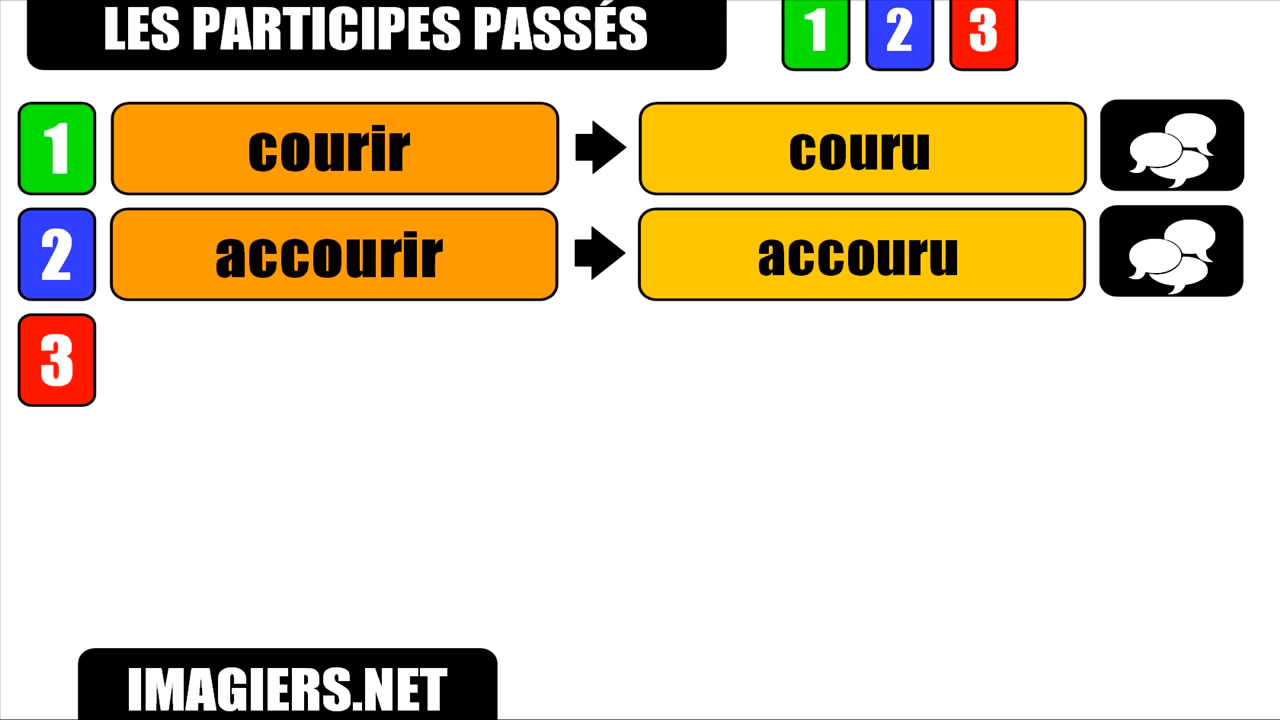 LES PARTICIPES PASSÉS 1 2 3
1 courir couru
2 accourir accouru
3
IMAGIERS.NET